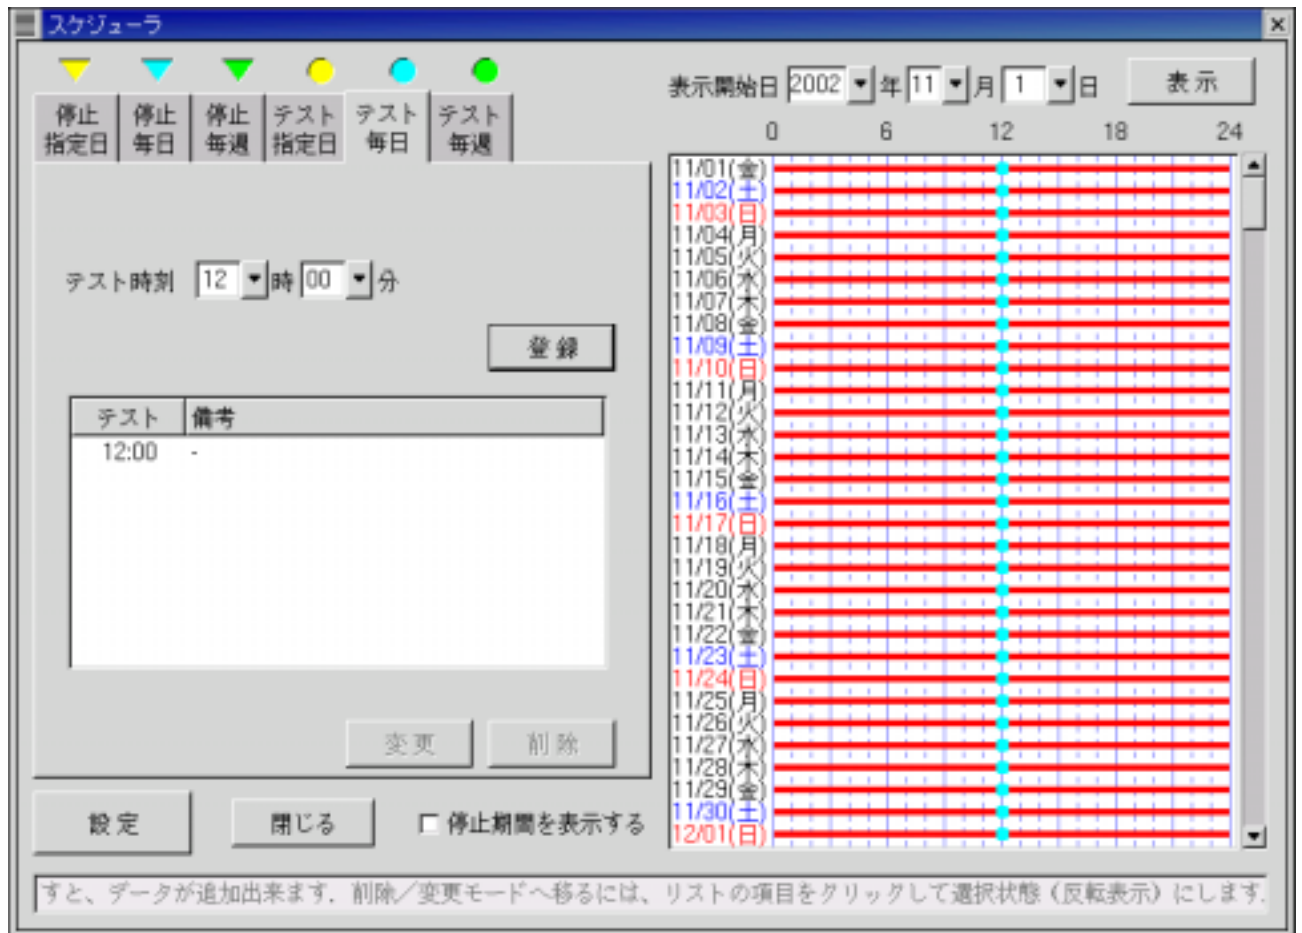 スケジューラ
停止
指定日
停止
毎日
停止
毎週
テスト
指定日
テスト
毎日
テスト
毎週
テスト時刻 12 時 00 分
登録
テスト 備考
12:00 -
変更 削除
設定 閉じる 停止期間を表示する
表示開始日 2002 年 11 月 1 日 表示
0 6 12 18 24
11/01(金)
11/02(土)
11/03(日)
11/04(月)
11/05(火)
11/06(水)
11/07(木)
11/08(金)
11/09(土)
11/10(日)
11/11(月)
11/12(火)
11/13(水)
11/14(木)
11/15(金)
11/16(土)
11/17(日)
11/18(月)
11/19(火)
11/20(水)
11/21(木)
11/22(金)
11/23(土)
11/24(日)
11/25(月)
11/26(火)
11/27(水)
11/28(木)
11/29(金)
11/30(土)
12/01(日)
すと、データが追加出来ます．削除／変更モードへ移るには、リストの項目をクリックして選択状態（反転表示）にします．